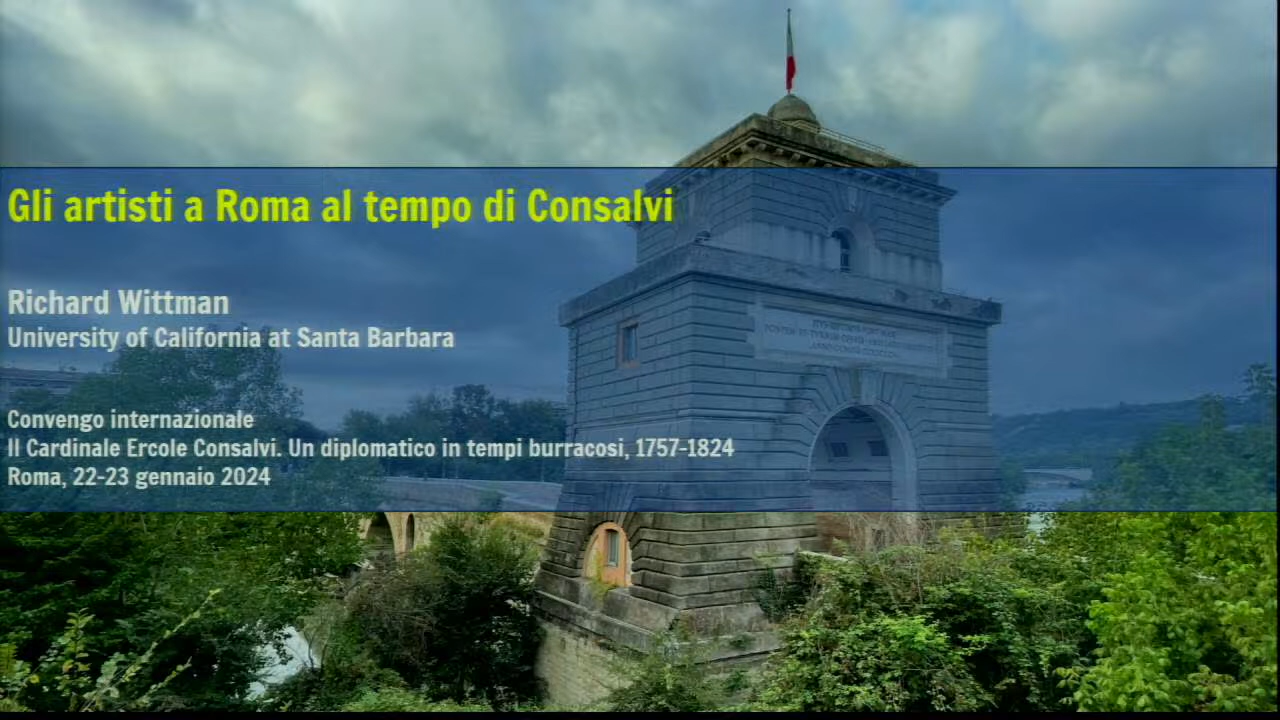 Gli artisti a Roma al tempo di Consalvi
Richard Wittman
University of California at Santa Barbara
Convengo internazionale
Il Cardinale Ercole Consalvi. Un diplomatico in tempi burracosi, 1757-1824
Roma, 22-23 gennaio 2024